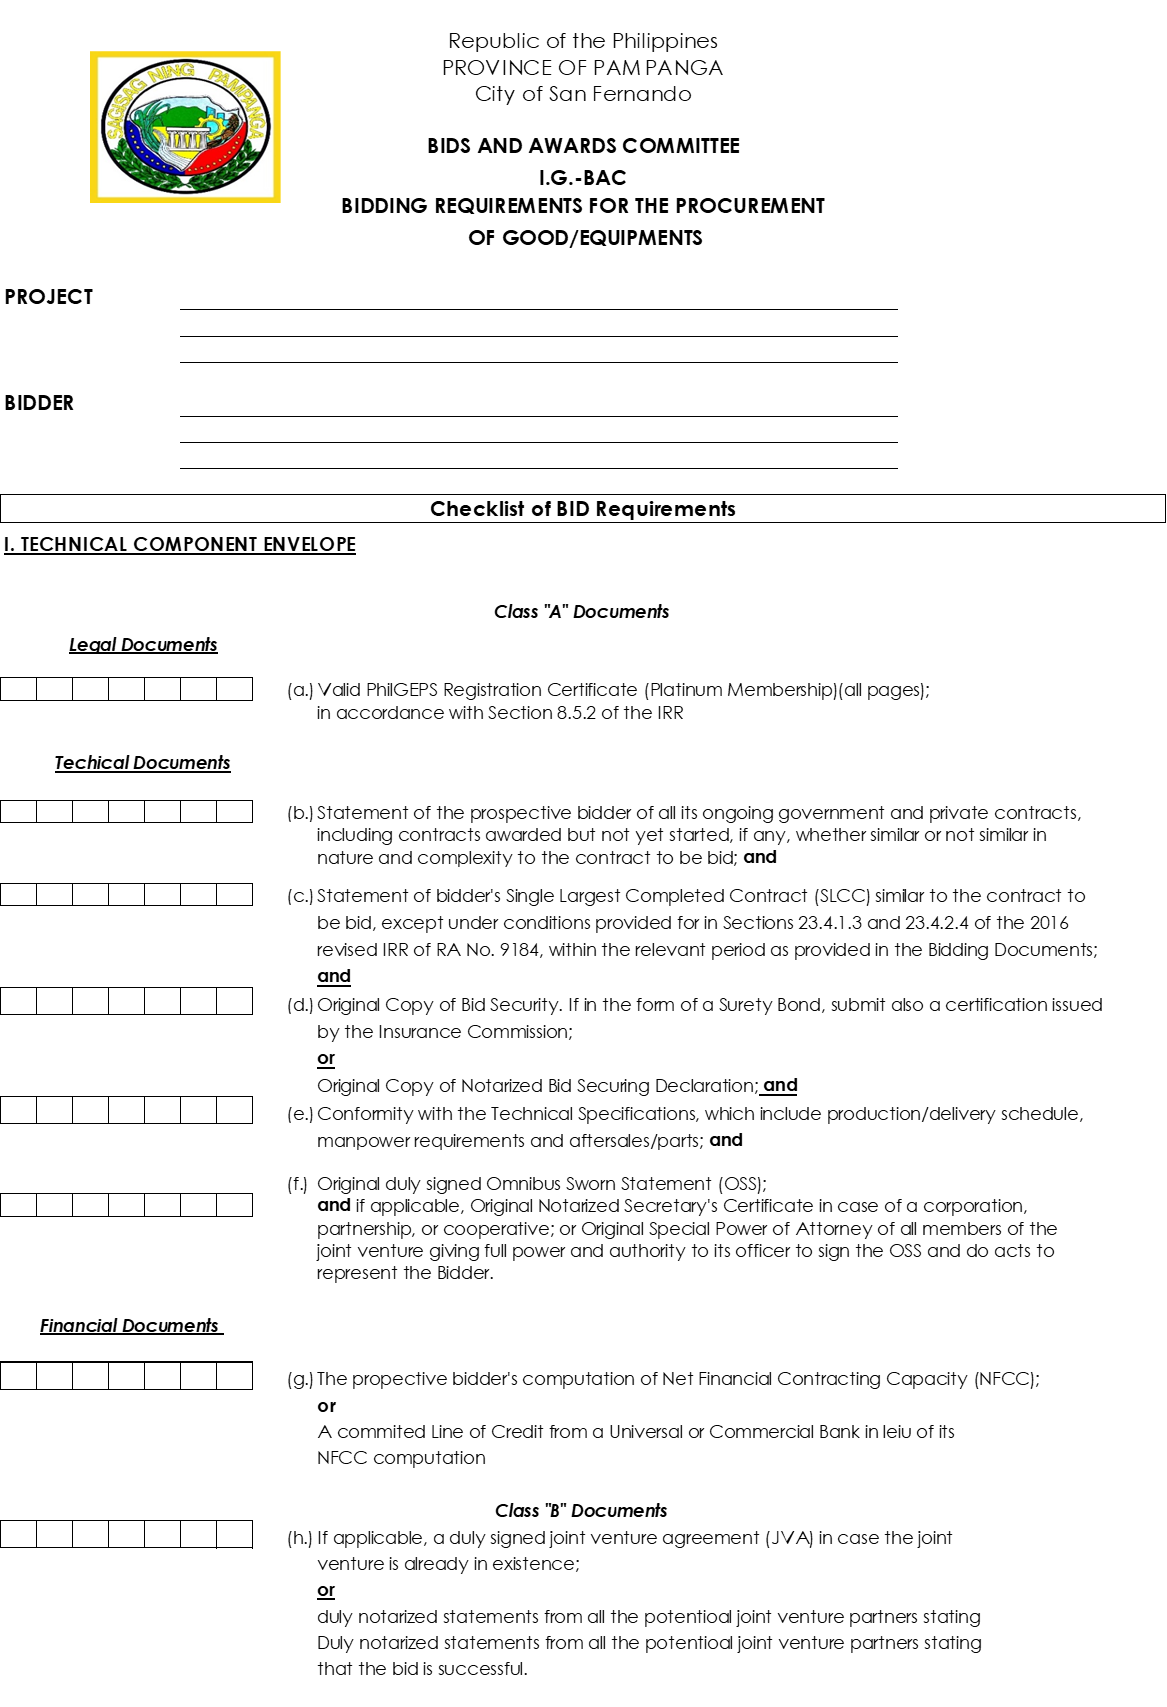 Republic of the Philippines
PROVINCE OF PAMPANGA
City of San Fernando
SAGISAG NING PAMPANGA
BIDS AND AWARDS COMMITTEE
I.G.-BAC
BIDDING REQUIREMENTS FOR THE PROCUREMENT
OF GOOD/EQUIPMENTS
PROJECT
BIDDER
Checklist of BID Requirements
I. TECHNICAL COMPONENT ENVELOPE
Class "A" Documents
Legal Documents
(a.) Valid PhilGEPS Registration Certificate (Platinum Membership)(all pages);
in accordance with Section 8.5.2 of the IRR
Techical Documents
(b.) Statement of the prospective bidder of all its ongoing government and private contracts,
including contracts awarded but not yet started, if any, whether similar or not similar in
nature and complexity to the contract to be bid; and
(c.) Statement of bidder's Single Largest Completed Contract (SLCC) similar to the contract to
be bid, except under conditions provided for in Sections 23.4.1.3 and 23.4.2.4 of the 2016
revised IRR of RA No. 9184, within the relevant period as provided in the Bidding Documents;
and
(d.) Original Copy of Bid Security. If in the form of a Surety Bond, submit also a certification issued
by the Insurance Commission;
or
Original Copy of Notarized Bid Securing Declaration; and
(e.) Conformity with the Technical Specifications, which include production/delivery schedule,
manpower requirements and aftersales/parts; and
(f.) Original duly signed Omnibus Sworn Statement (OSS);
and if applicable, Original Notarized Secretary's Certificate in case of a corporation,
partnership, or cooperative; or Original Special Power of Attorney of all members of the
joint venture giving full power and authority to its officer to sign the OSS and do acts to
represent the Bidder.
Financial Documents
(g.) The propective bidder's computation of Net Financial Contracting Capacity (NFCC);
or
A commited Line of Credit from a Universal or Commercial Bank in leiu of its
NFCC computation
Class "B" Documents
(h.) If applicable, a duly signed joint venture agreement (JVA) in case the joint
venture is already in existence;
or
duly notarized statements from all the potentioal joint venture partners stating
Duly notarized statements from all the potentioal joint venture partners stating
that the bid is successful.